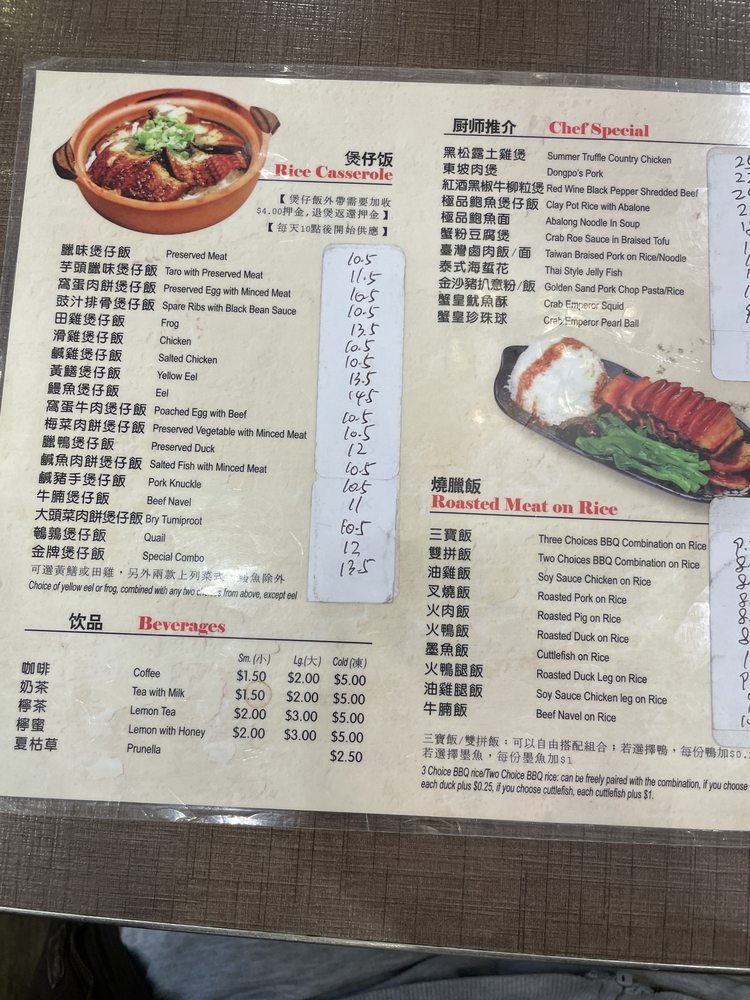 煲仔饭
Rice Casserole
【 煲仔飯外帶需要加收
$4.00押金,退煲返還押金 】
【 每天10點後開始供應 】
臘味煲仔飯 Preserved Meat 10.5
芋頭臘味煲仔飯 Taro with Preserved Meat 11.5
窩蛋肉餅煲仔飯 Preserved Egg with Minced Meat 10.5
豉汁排骨煲仔飯 Spare Ribs with Black Bean Sauce 10.5
田雞煲仔飯 Frog 13.5
滑雞煲仔飯 Chicken 10.5
鹹雞煲仔飯 Salted Chicken 10.5
黃鱔煲仔飯 Yellow Eel 13.5
鰻魚煲仔飯 Eel 14.5
窩蛋牛肉煲仔飯 Poached Egg with Beef 10.5
梅菜肉餅煲仔飯 Preserved Vegetable with Minced Meat 10.5
臘鴨煲仔飯 Preserved Duck 12
鹹魚肉餅煲仔飯 Salted Fish with Minced Meat 10.5
鹹豬手煲仔飯 Pork Knuckle 10.5
牛腩煲仔飯 Beef Navel 11
大頭菜肉餅煲仔飯 Bry Turniproot 10.5
鵪鶉煲仔飯 Quail 12
金牌煲仔飯 Special Combo 13.5
可選黃鱔或田雞，另外兩款上列菜式 魚除外
Choice of yellow eel or frog, combined with any two from above, except eel
饮品 Beverages
Sm.(小) Lg.(大) Cold (凍)
咖啡 Coffee $1.50 $2.00 $5.00
奶茶 Tea with Milk $1.50 $2.00 $5.00
檸茶 Lemon Tea $2.00 $3.00 $5.00
檸蜜 Lemon with Honey $2.00 $3.00 $5.00
夏枯草 Prunella $2.50
厨师推介 Chef Special
黑松露土雞煲 Summer Truffle Country Chicken
東坡肉煲 Dongpo's Pork
紅酒黑椒牛柳粒煲 Red Wine Black Pepper Shredded Beef
極品鮑魚煲仔飯 Clay Pot Rice with Abalone
極品鮑魚面 Abalong Noodle In Soup
蟹粉豆腐煲 Crab Roe Sauce in Braised Tofu
臺灣鹵肉飯/面 Taiwan Braised Pork on Rice/Noodle
泰式海蜇花 Thai Style Jelly Fish
金沙豬扒意粉/飯 Golden Sand Pork Chop Pasta/Rice
蟹皇魷魚酥 Crab Emperor Squid
蟹皇珍珠球 Crab Emperor Pearl Ball
燒臘飯
Roasted Meat on Rice
三寶飯 Three Choices BBQ Combination on Rice
雙拼飯 Two Choices BBQ Combination on Rice
油雞飯 Soy Sauce Chicken on Rice
叉燒飯 Roasted Pork on Rice
火肉飯 Roasted Pig on Rice
火鴨飯 Roasted Duck on Rice
墨魚飯 Cuttlefish on Rice
火鴨腿飯 Roasted Duck Leg on Rice
油雞腿飯 Soy Sauce Chicken leg on Rice
牛腩飯 Beef Navel on Rice
三寶飯/雙拼飯：可以自由搭配組合；若選擇鴨，每份鴨加$0.
若選擇墨魚，每份墨魚加$1
3 Choice BBQ rice/Two Choice BBQ rice: can be freely paired with the combination, if you choose
each duck plus $0.25, if you choose cuttlefish, each cuttlefish plus $1.